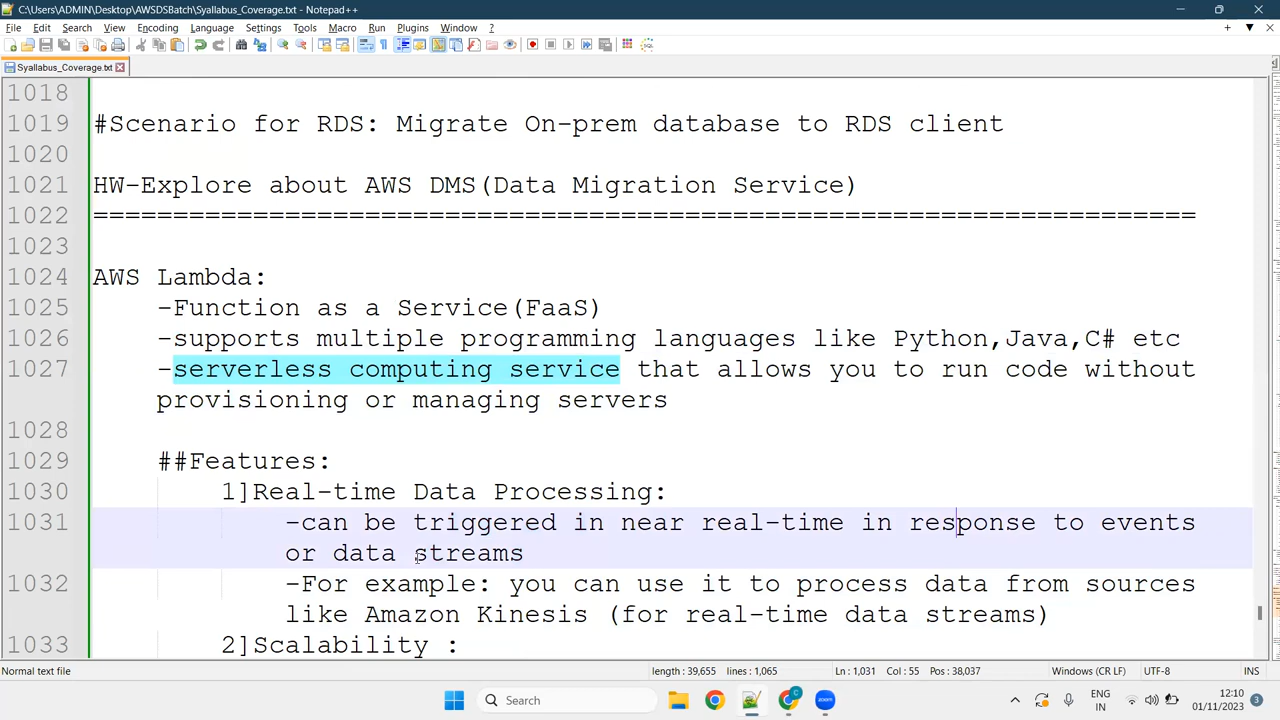 C:\Users\ADMIN\Desktop\AWSDSBatch\Syallabus_Coverage.txt - Notepad++
File Edit Search View Encoding Language Settings Tools Macro Run Plugins Window ?
Syallabus_Coverage.txt
1018
1019 #Scenario for RDS: Migrate On-prem database to RDS client
1020
1021 HW-Explore about AWS DMS(Data Migration Service)
1022 =====================================================================
1023
1024 AWS Lambda:
1025 -Function as a Service(FaaS)
1026 -supports multiple programming languages like Python,Java,C# etc
1027 -serverless computing service that allows you to run code without
provisioning or managing servers
1028
1029 ##Features:
1030 1]Real-time Data Processing:
1031 -can be triggered in near real-time in response to events
or data streams
1032 -For example: you can use it to process data from sources
like Amazon Kinesis (for real-time data streams)
1033 2]Scalability :
Normal text file length : 39,655 lines : 1,065 Ln : 1,031 Col : 55 Pos : 38,037 Windows (CR LF) UTF-8 INS
Search
ENG
IN
12:10
01/11/2023
3